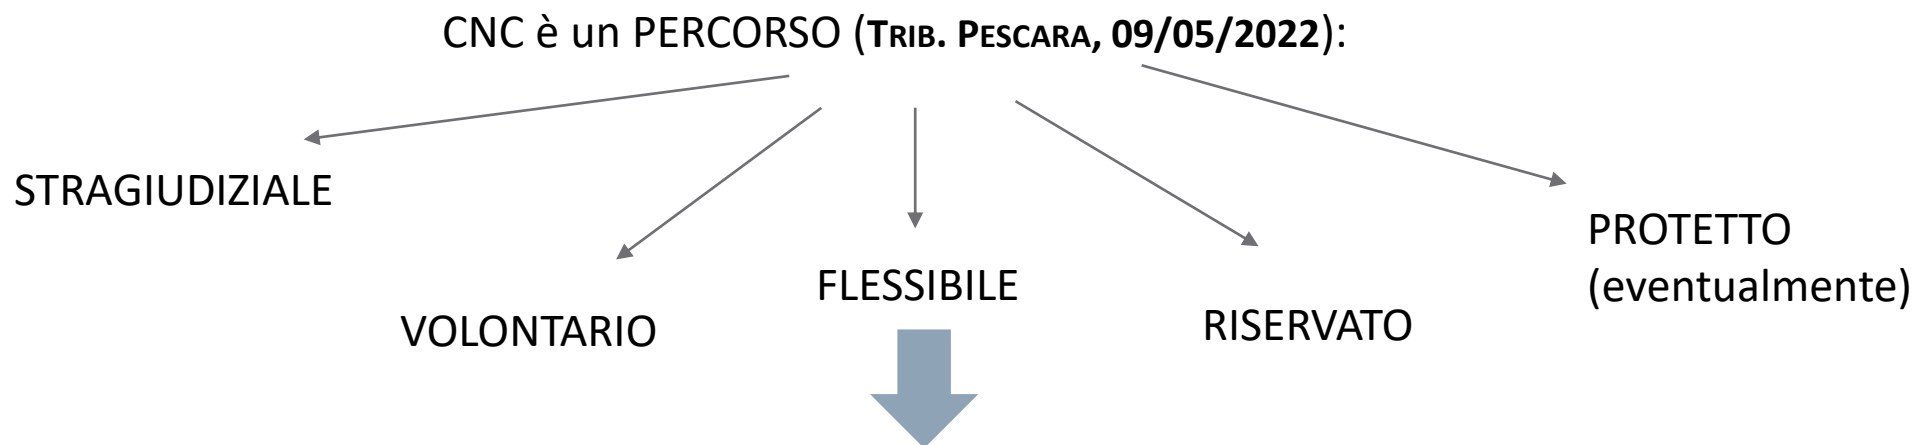 CNC è un PERCORSO (TRIB. PESCARA, 09/05/2022):
STRAGIUDIZIALE
VOLONTARIO
FLESSIBILE
RISERVATO
PROTETTO
(eventualmente)